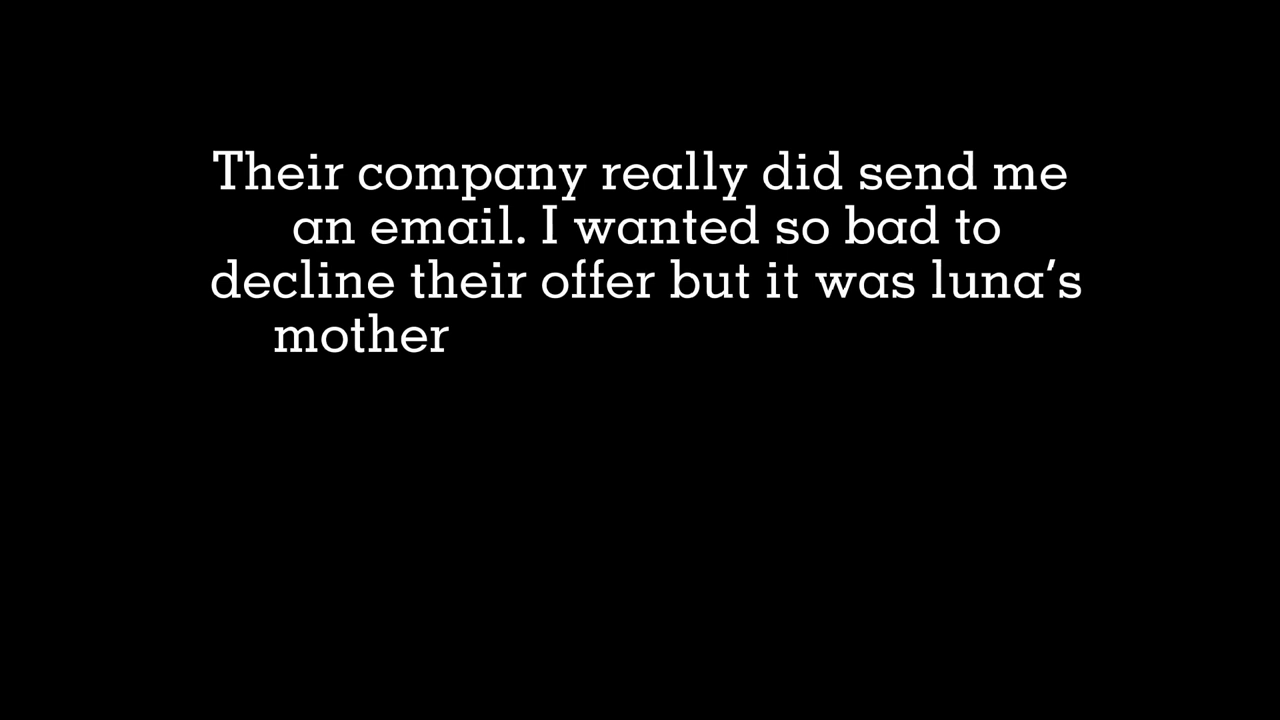 Their company really did send me
an email. I wanted so bad to
decline their offer but it was luna’s
mother